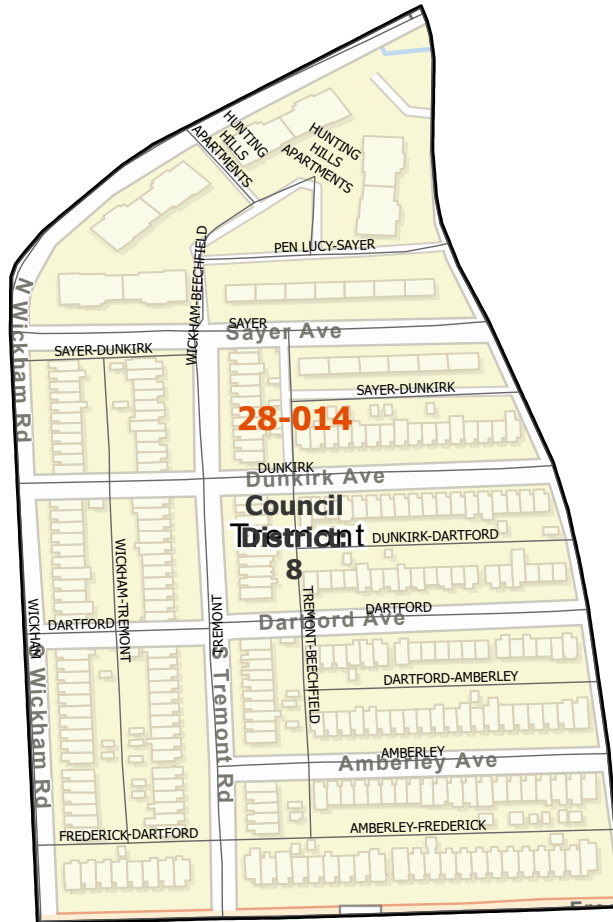 HUNTING
HILLS
APARTMENTS
HUNTING
HILLS
APARTMENTS
WICKHAM-BEECHFIELD
PEN LUCY-SAYER
N Wickham Rd
SAYER
Sayer Ave
SAYER-DUNKIRK
SAYER-DUNKIRK
28-014
DUNKIRK
Dunkirk Ave
Council
District
Tremont
8
DUNKIRK-DARTFORD
WICKHAM-TREMONT
WICKHAM
TREMONT
TREMONT-BEECHFIELD
DARTFORD
DARTFORD
Dartford Ave
S Wickham Rd
S Tremont Rd
DARTFORD-AMBERLEY
AMBERLEY
Amberley Ave
FREDERICK-DARTFORD
AMBERLEY-FREDERICK